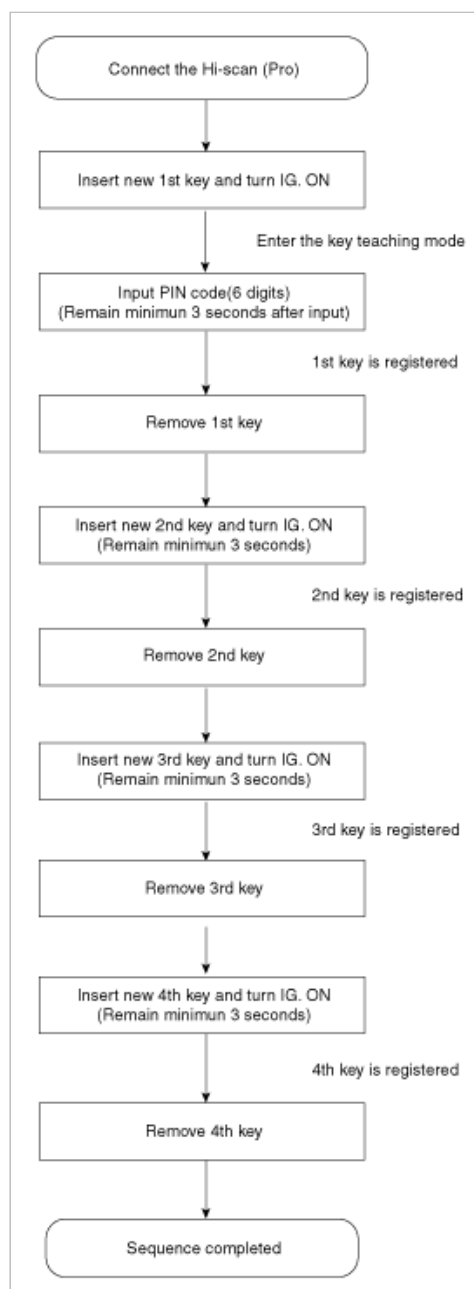 Connect the Hi-scan (Pro)
Insert new 1st key and turn IG. ON
Enter the key teaching mode
Input PIN code(6 digits)
(Remain minimun 3 seconds after input)
1st key is registered
Remove 1st key
Insert new 2nd key and turn IG. ON
(Remain minimun 3 seconds)
2nd key is registered
Remove 2nd key
Insert new 3rd key and turn IG. ON
(Remain minimun 3 seconds)
3rd key is registered
Remove 3rd key
Insert new 4th key and turn IG. ON
(Remain minimun 3 seconds)
4th key is registered
Remove 4th key
Sequence completed